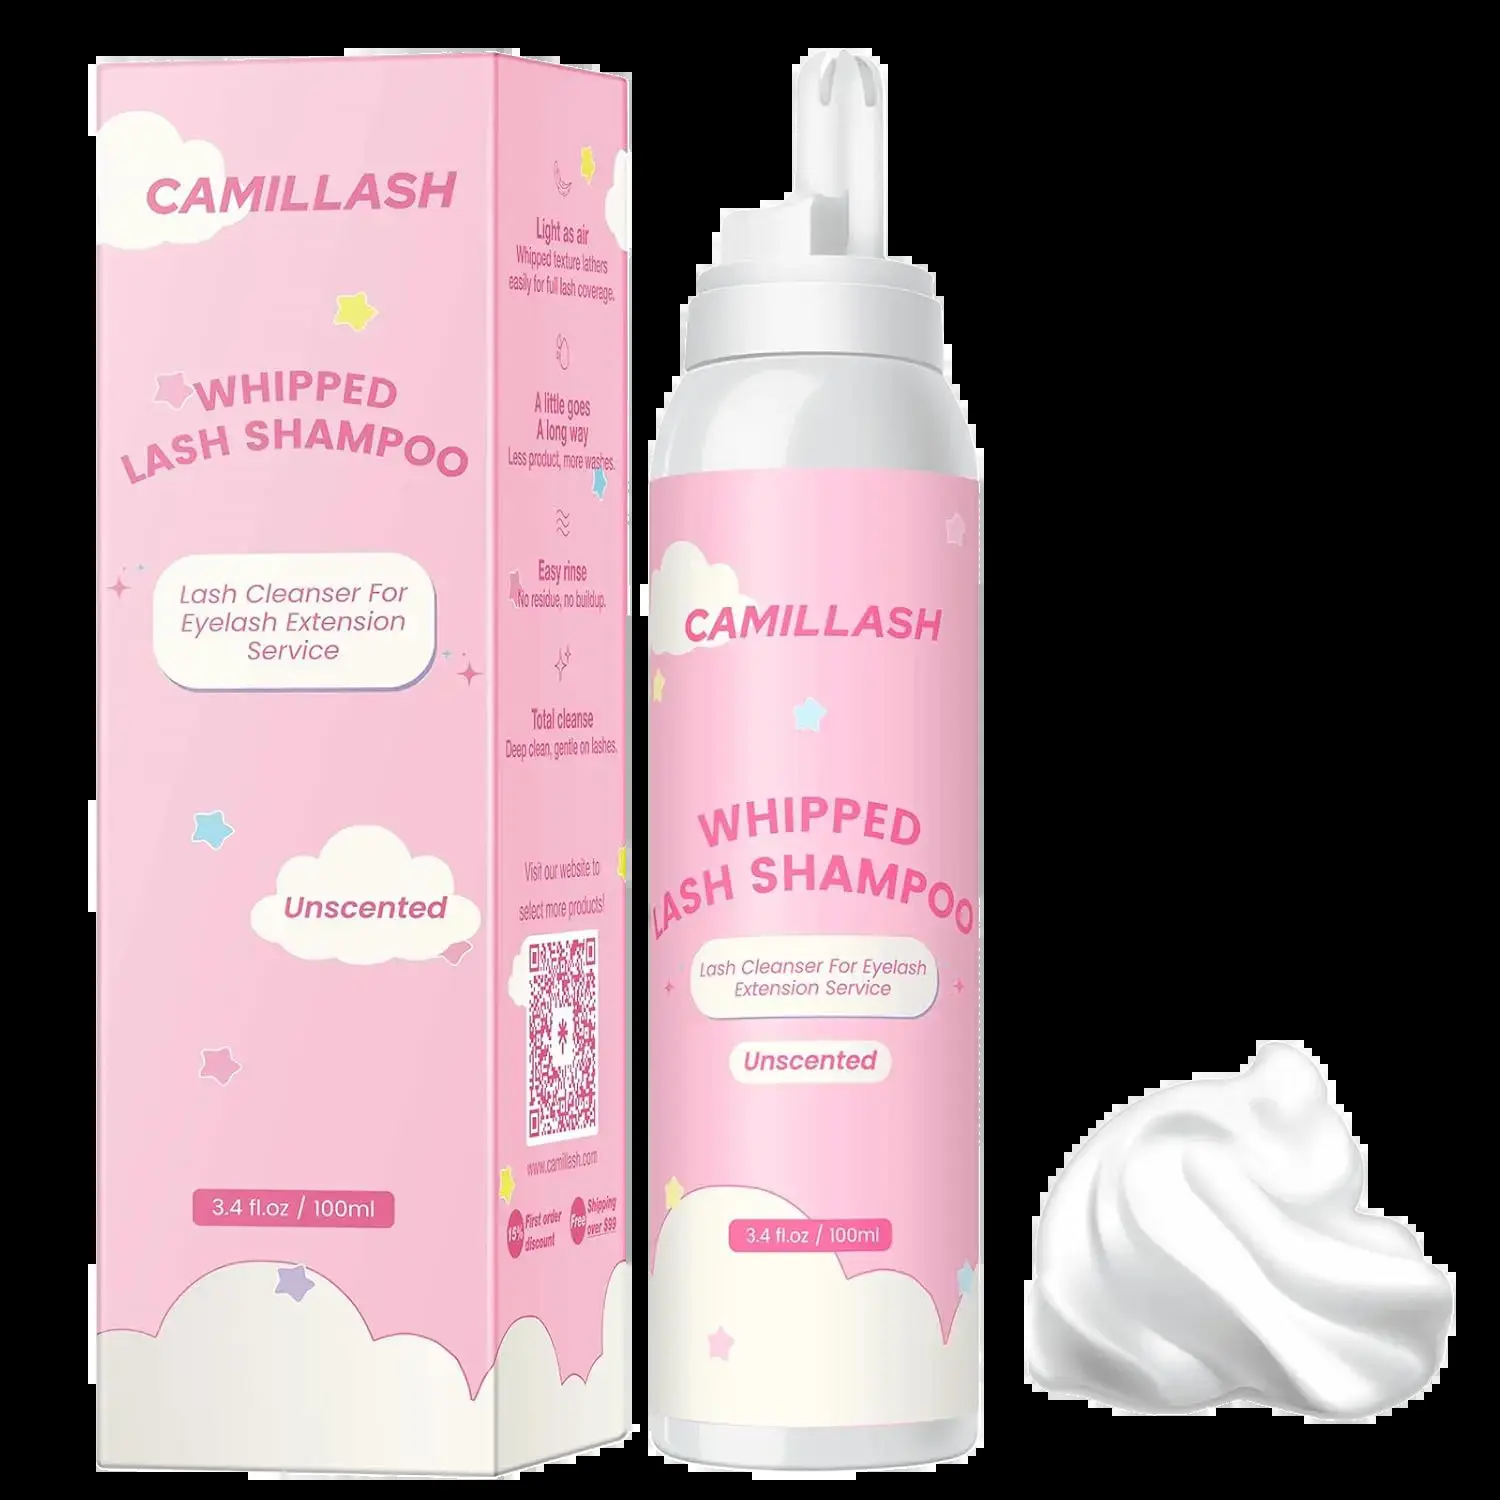 CAMILLASH
WHIPPED
LASH SHAMPOO
Lash Cleanser For
Eyelash Extension
Service
Unscented
3.4 fl.oz / 100ml
Light as air
Whipped texture lathers
easily for full lash coverage.
A little goes
A long way
Less product, more washes.
Easy rinse
No residue, no buildup.
Total cleanse
Deep clean, gentle on lashes.
Visit our website to
select more products!
www.camillash.com
15%
First order
discount
Free
Shipping
over $99
CAMILLASH
WHIPPED
LASH SHAMPOO
Lash Cleanser For Eyelash
Extension Service
Unscented
3.4 fl.oz / 100ml